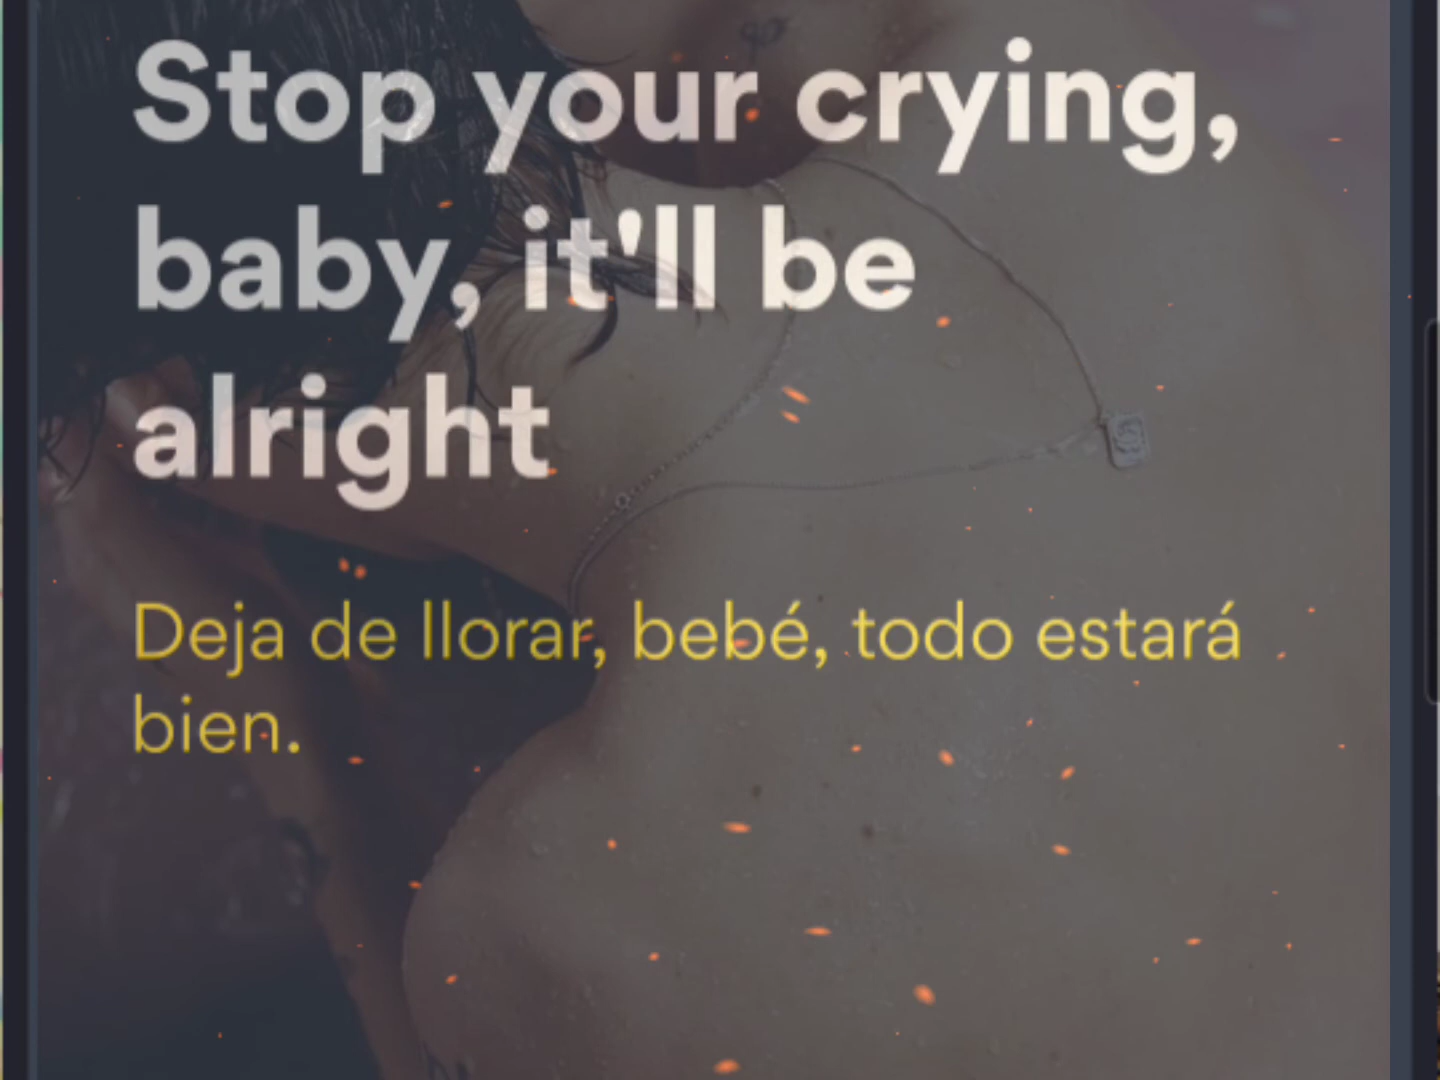 Stop your crying,
baby, it'll be
alright
Deja de llorar, bebé, todo estará
bien.